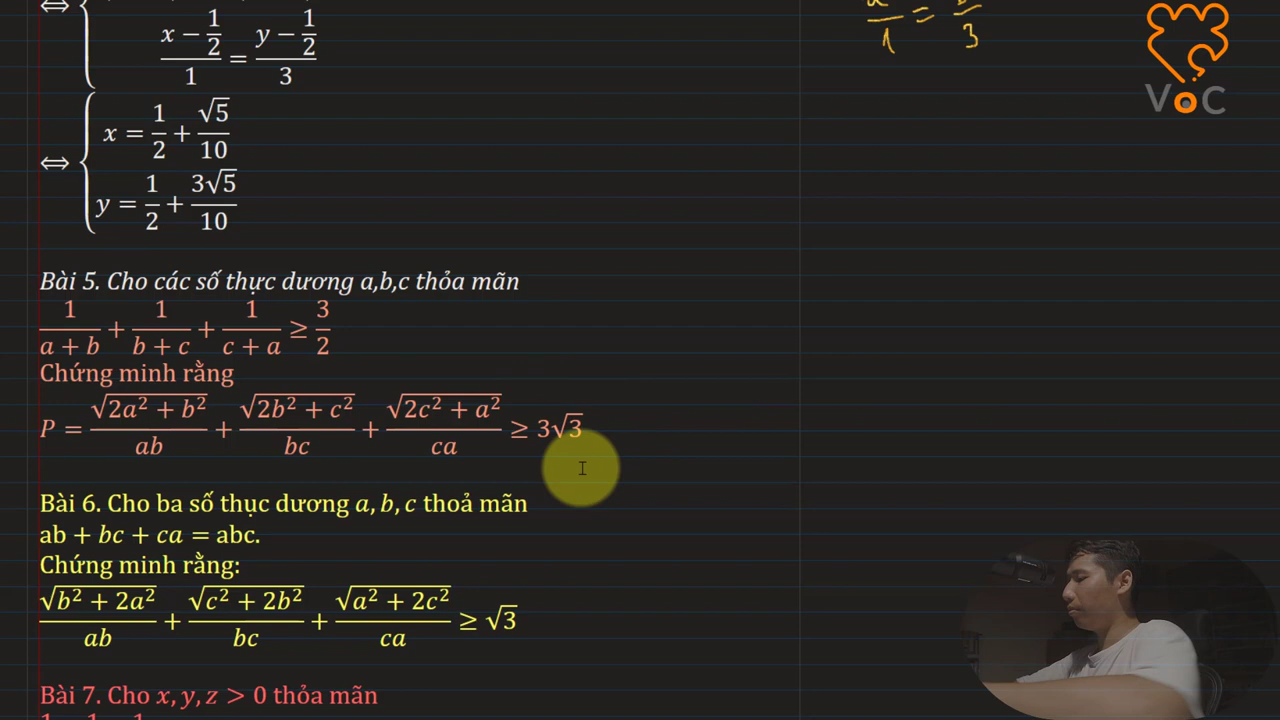 ⇔ { (x − 1/2)/1 = (y − 1/2)/3
/1 = /3
VOC
⇔ { x = 1/2 + √5/10
y = 1/2 + 3√5/10
Bài 5. Cho các số thực dương a,b,c thỏa mãn
1/(a + b) + 1/(b + c) + 1/(c + a) ≥ 3/2
Chứng minh rằng
P = √(2a² + b²)/ab + √(2b² + c²)/bc + √(2c² + a²)/ca ≥ 3√3
Bài 6. Cho ba số thục dương a, b, c thoả mãn
ab + bc + ca = abc.
Chứng minh rằng:
√(b² + 2a²)/ab + √(c² + 2b²)/bc + √(a² + 2c²)/ca ≥ √3
Bài 7. Cho x, y, z > 0 thỏa mãn